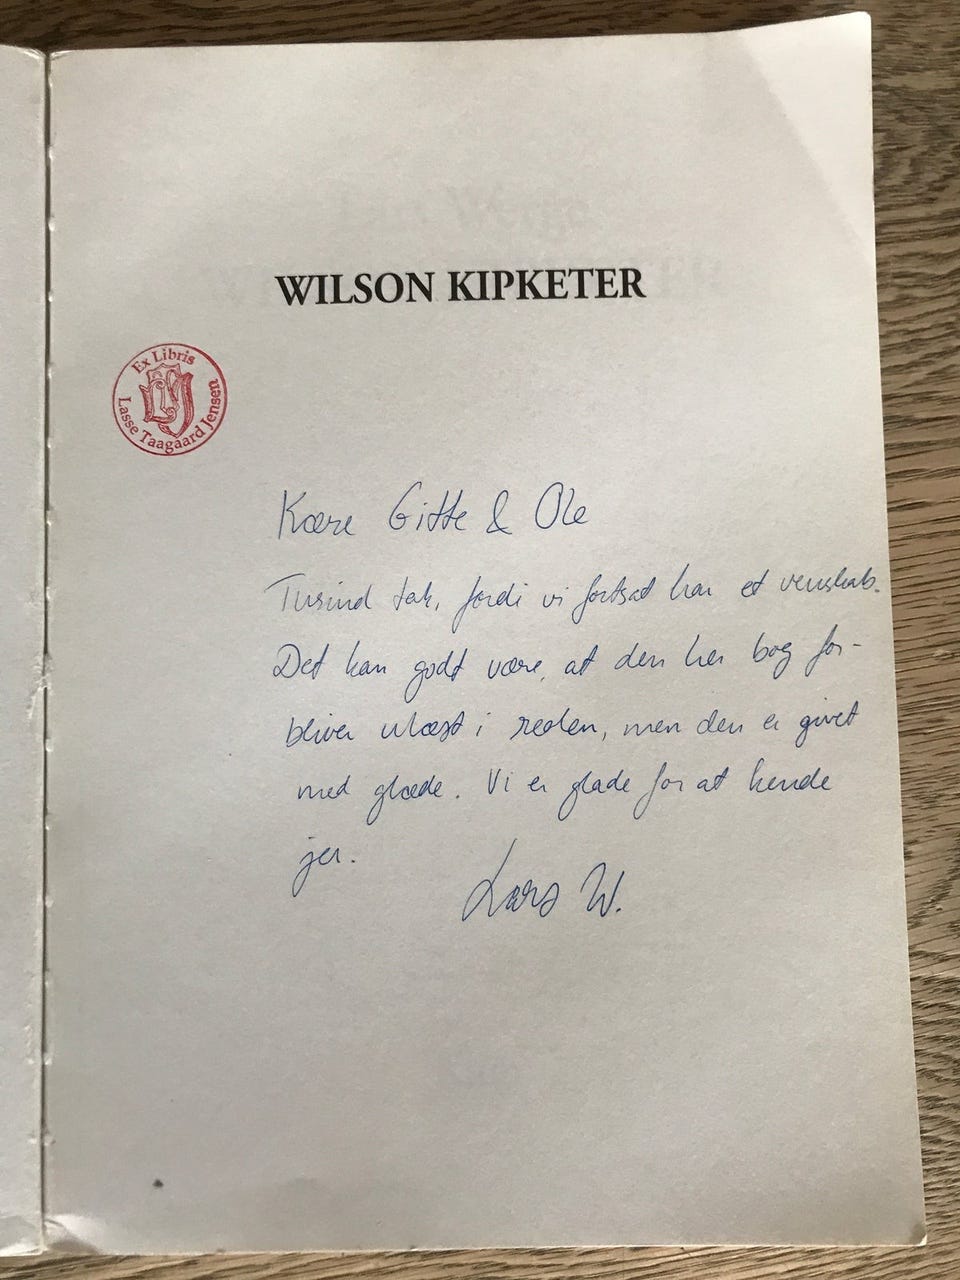 WILSON KIPKETER
Ex Libris
Lasse Taagaard Jensen
Kære Gitte & Ole
Tusind tak, fordi vi fortsat har et venskab.
Det kan godt være, at den her bog for-
bliver ulæst i reolen, men den er givet
med glæde. Vi er glade for at kende
jer.
Lars W.